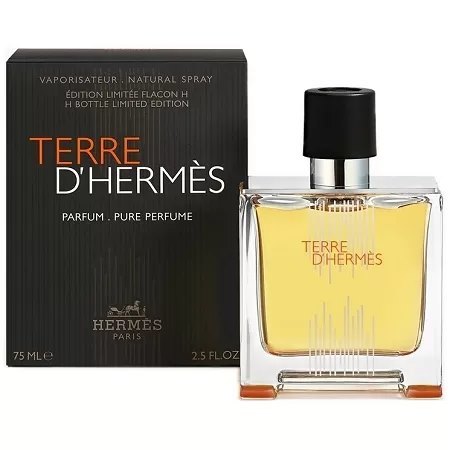 VAPORISATEUR . NATURAL SPRAY
ÉDITION LIMITÉE FLACON H
H BOTTLE LIMITED EDITION
TERRE
D'HERMÈS
PARFUM . PURE PERFUME
HERMÈS
PARIS
75 ML ℮
2.5 FL.OZ
TERRE
D'HERMÈS